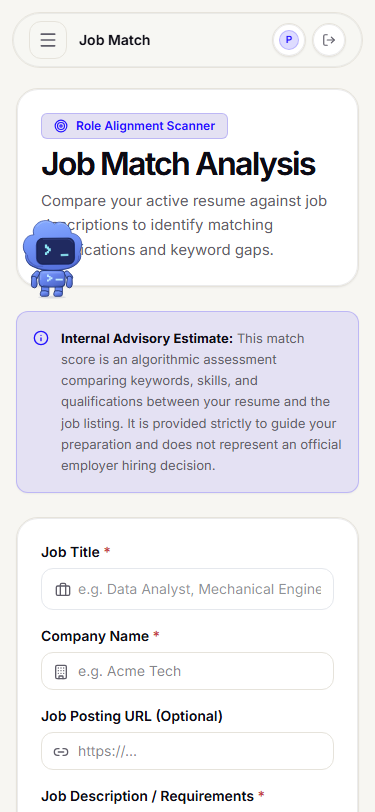 Job Match
P
Role Alignment Scanner
Job Match Analysis
Compare your active resume against job
to identify matching
and keyword gaps.
Internal Advisory Estimate: This match
score is an algorithmic assessment
comparing keywords, skills, and
qualifications between your resume and the
job listing. It is provided strictly to guide your
preparation and does not represent an official
employer hiring decision.
Job Title *
e.g. Data Analyst, Mechanical Engine
Company Name *
e.g. Acme Tech
Job Posting URL (Optional)
https://...
Job Description / Requirements *